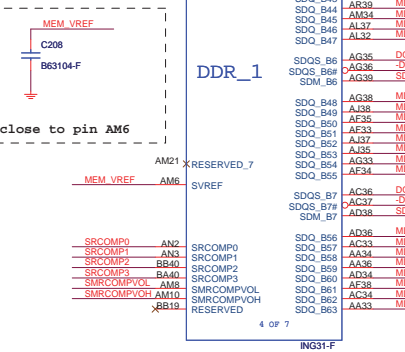 MEM_VREF
C208
B63104-F
close to pin AM6
DDR_1
AM21 RESERVED_7
MEM_VREF AM6 SVREF
SRCOMP0 AN2 SRCOMP0
SRCOMP1 AN3 SRCOMP1
SRCOMP2 BB40 SRCOMP2
SRCOMP3 BA40 SRCOMP3
SMRCOMPVOL AM8 SMRCOMPVOL
SMRCOMPVOH AM10 SMRCOMPVOH
BB19 RESERVED
SDQ_B44 AR39
SDQ_B45 AM34
SDQ_B46 AL37
SDQ_B47 AL32
SDQS_B6 AG35
SDQS_B6# AG36
SDM_B6 AG39
SDQ_B48 AG38
SDQ_B49 AJ38
SDQ_B50 AF35
SDQ_B51 AF33
SDQ_B52 AJ37
SDQ_B53 AJ35
SDQ_B54 AG33
SDQ_B55 AF34
SDQS_B7 AC36
SDQS_B7# AC37
SDM_B7 AD38
SDQ_B56 AD36
SDQ_B57 AC33
SDQ_B58 AA34
SDQ_B59 AA36
SDQ_B60 AD34
SDQ_B61 AF38
SDQ_B62 AC34
SDQ_B63 AA33
4 OF 7
ING31-F